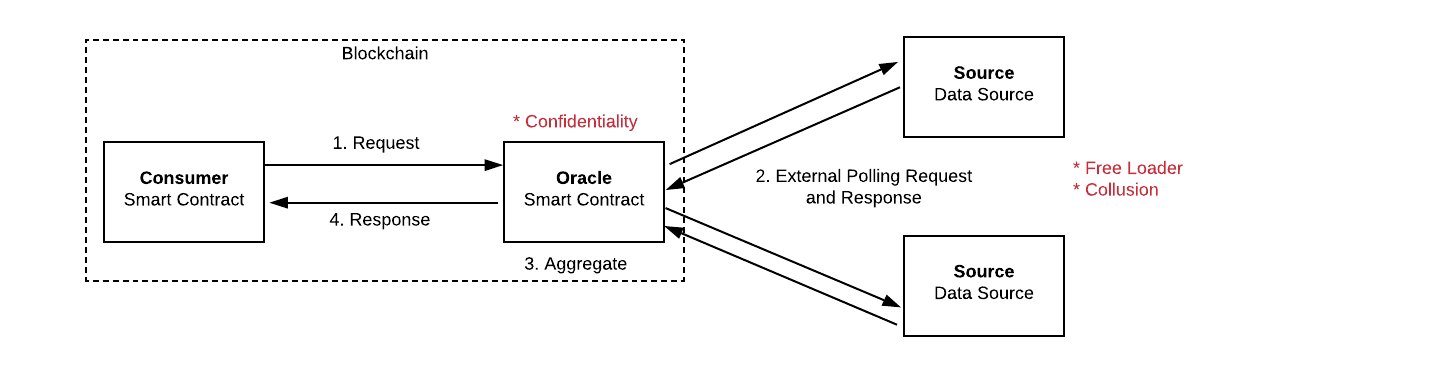 Blockchain
* Confidentiality
1. Request
Consumer
Smart Contract
Oracle
Smart Contract
4. Response
3. Aggregate
2. External Polling Request
and Response
Source
Data Source
* Free Loader
* Collusion
Source
Data Source